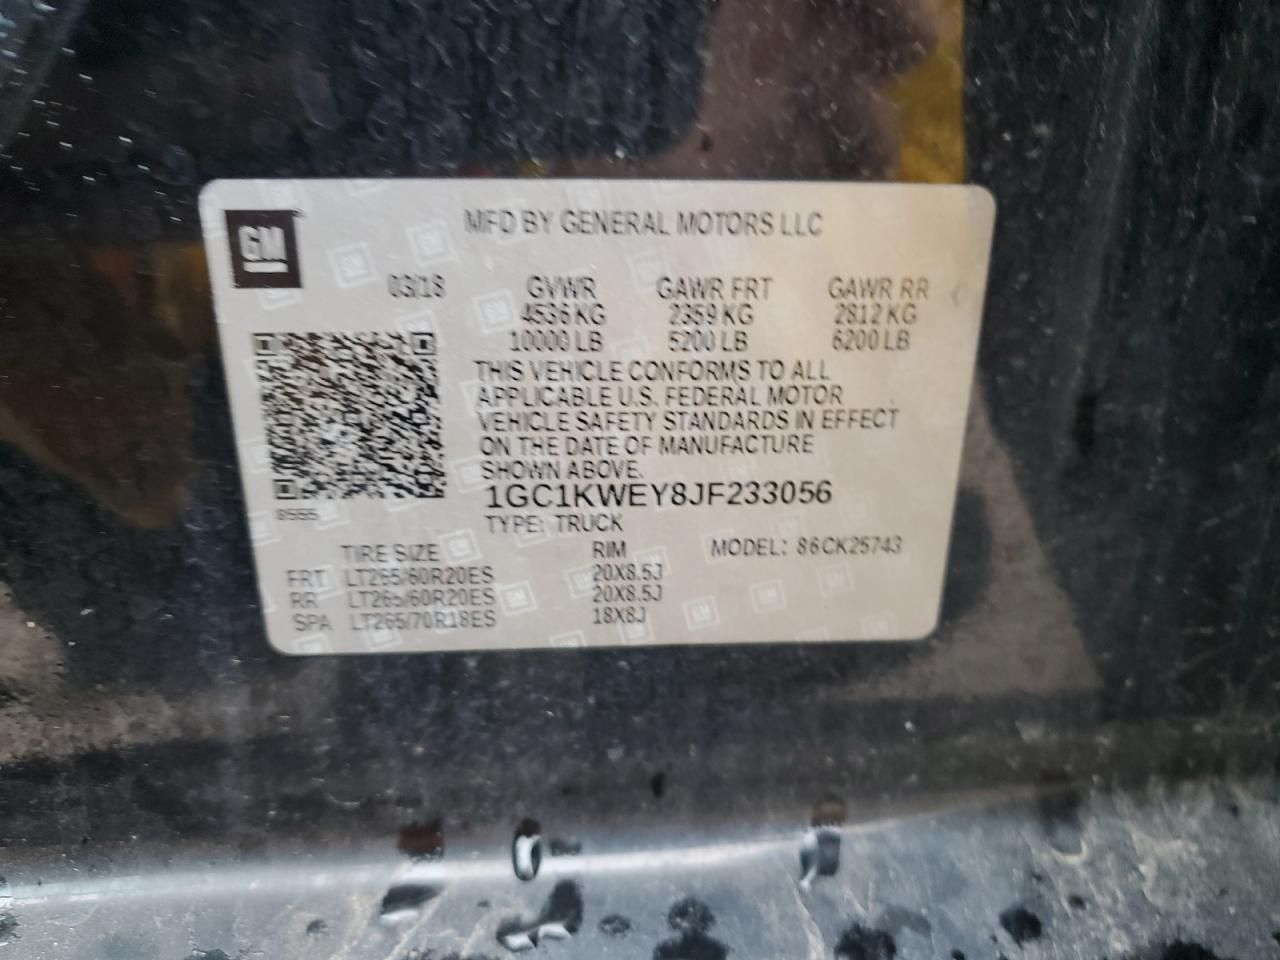 GM
MFD BY GENERAL MOTORS LLC
03/18 GVWR GAWR FRT GAWR RR
4536 KG 2359 KG 2812 KG
10000 LB 5200 LB 6200 LB
THIS VEHICLE CONFORMS TO ALL
APPLICABLE U.S. FEDERAL MOTOR
VEHICLE SAFETY STANDARDS IN EFFECT
ON THE DATE OF MANUFACTURE
SHOWN ABOVE.
1GC1KWEY8JF233056
8555
TYPE: TRUCK
TIRE SIZE RIM MODEL: 86CK25743
FRT LT265/60R20ES 20X8.5J
RR LT265/60R20ES 20X8.5J
SPA LT265/70R18ES 18X8J